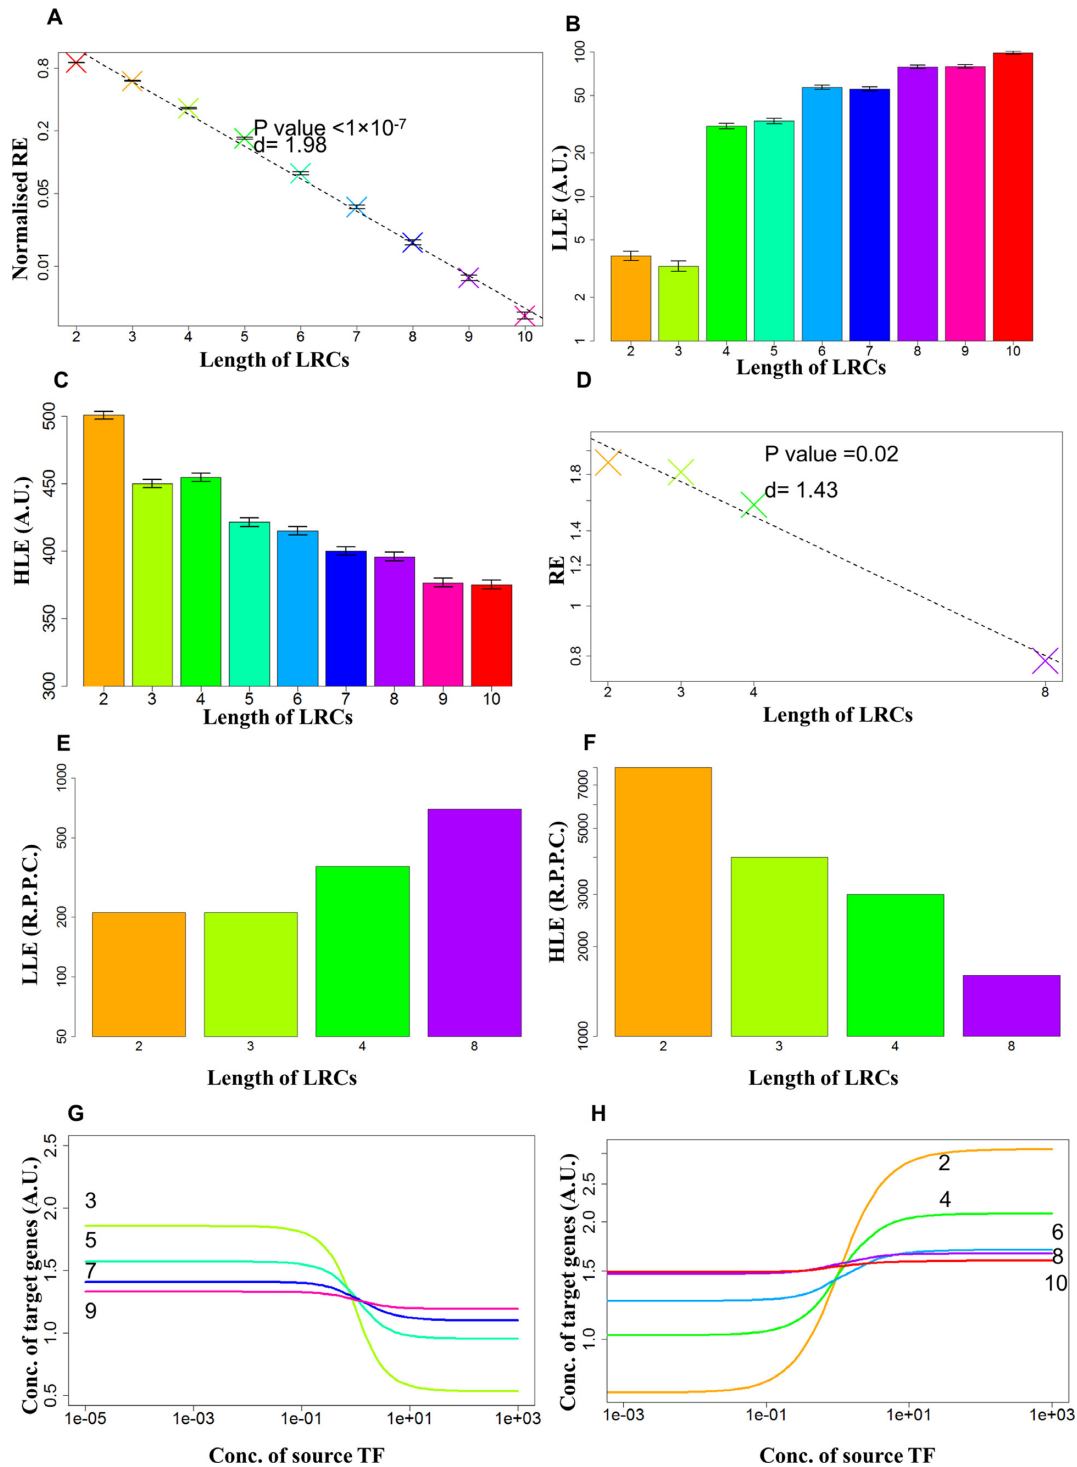 A
Normalised RE
0.8
0.2
0.05
0.01
P value <1×10-7
d= 1.98
2 3 4 5 6 7 8 9 10
Length of LRCs
B
LLE (A.U.)
100
50
20
10
5
2
1
2 3 4 5 6 7 8 9 10
Length of LRCs
C
HLE (A.U.)
500
450
400
350
300
2 3 4 5 6 7 8 9 10
Length of LRCs
D
RE
1.8
1.4
1.2
1
0.8
P value =0.02
d= 1.43
2 3 4 8
Length of LRCs
E
LLE (R.P.P.C.)
1000
500
200
100
50
2 3 4 8
Length of LRCs
F
HLE (R.P.P.C.)
7000
5000
3000
2000
1000
2 3 4 8
Length of LRCs
G
Conc. of target genes (A.U.)
2.5
2.0
1.5
1.0
0.5
3
5
7
9
1e-05 1e-03 1e-01 1e+01 1e+03
Conc. of source TF
H
Conc. of target genes (A.U.)
2.5
2.0
1.5
1.0
2
4
6
8
10
1e-03 1e-01 1e+01 1e+03
Conc. of source TF